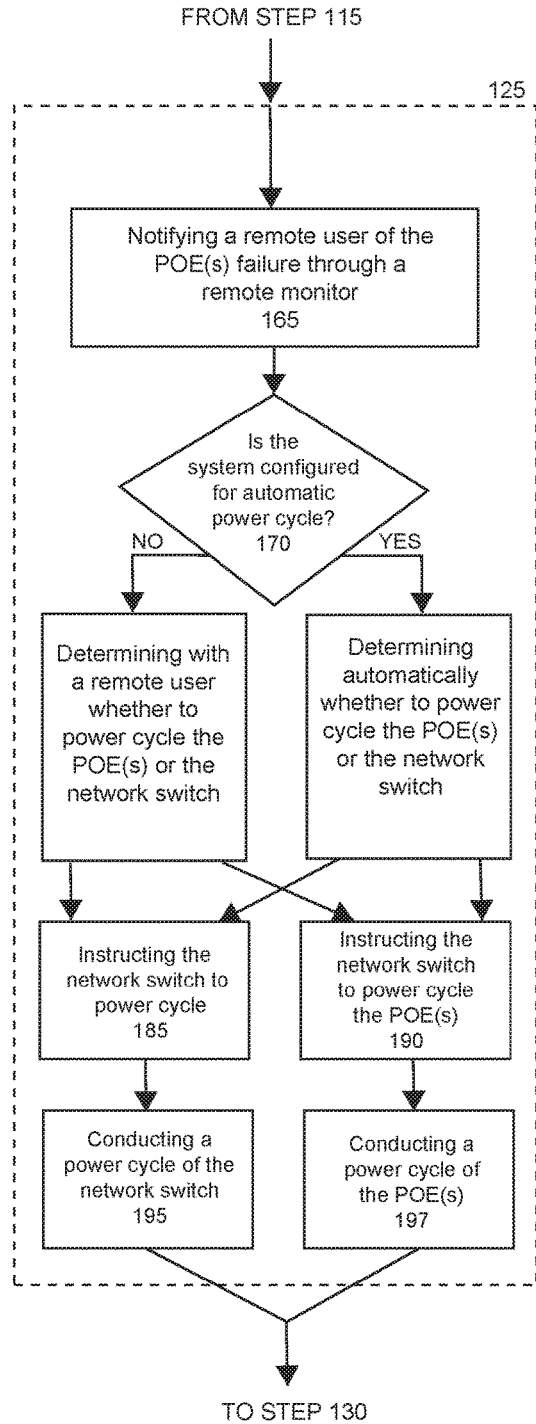 FROM STEP 115
125
Notifying a remote user of the
POE(s) failure through a
remote monitor
165
Is the
system configured
for automatic
power cycle?
170
NO
YES
Determining with
a remote user
whether to
power cycle the
POE(s) or the
network switch
Determining
automatically
whether to power
cycle the POE(s)
or the network
switch
Instructing the
network switch to
power cycle
185
Instructing the
network switch
to power cycle
the POE(s)
190
Conducting a
power cycle of the
network switch
195
Conducting a
power cycle of
the POE(s)
197
TO STEP 130